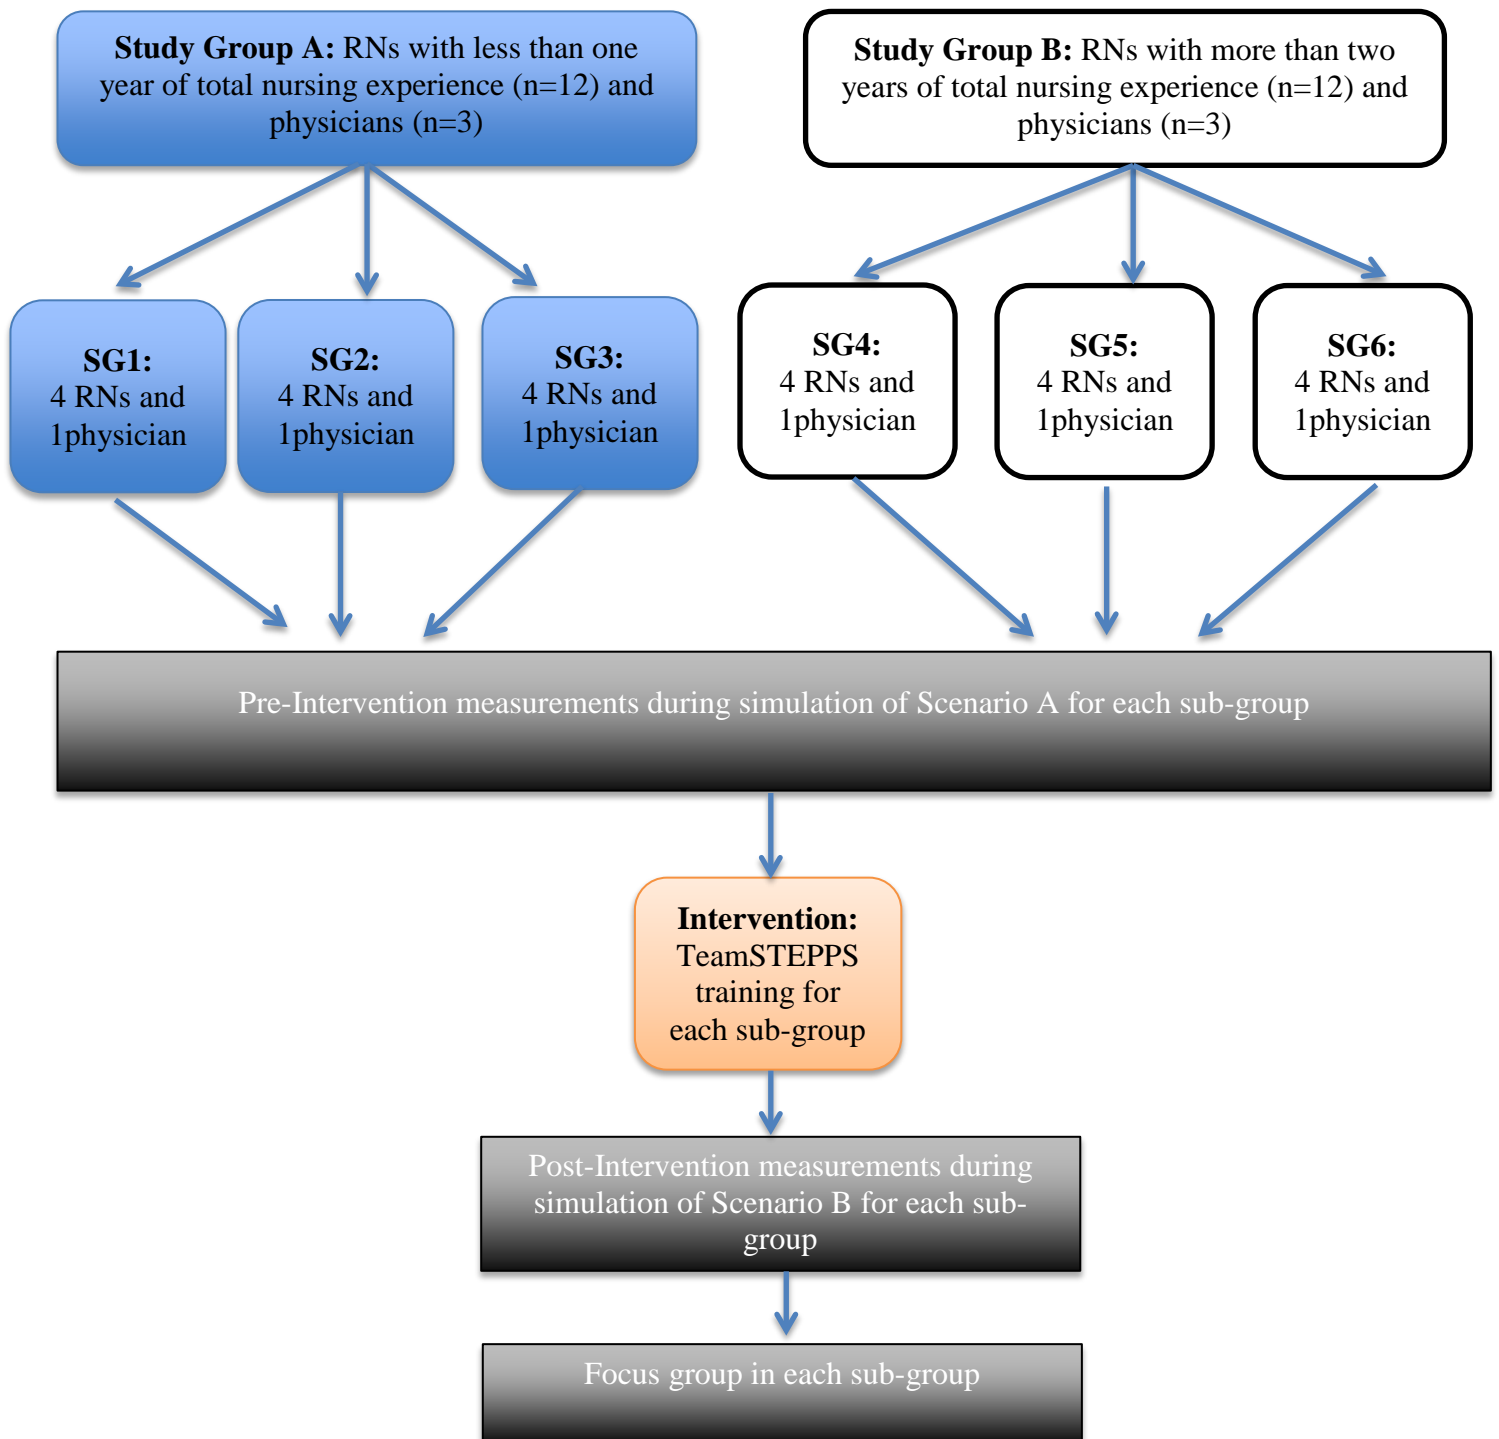 Study Group A: RNs with less than one
year of total nursing experience (n=12) and
physicians (n=3)
Study Group B: RNs with more than two
years of total nursing experience (n=12) and
physicians (n=3)
SG1:
4 RNs and
1physician
SG2:
4 RNs and
1physician
SG3:
4 RNs and
1physician
SG4:
4 RNs and
1physician
SG5:
4 RNs and
1physician
SG6:
4 RNs and
1physician
Pre-Intervention measurements during simulation of Scenario A for each sub-group
Intervention:
TeamSTEPPS
training for
each sub-group
Post-Intervention measurements during
simulation of Scenario B for each sub-
group
Focus group in each sub-group